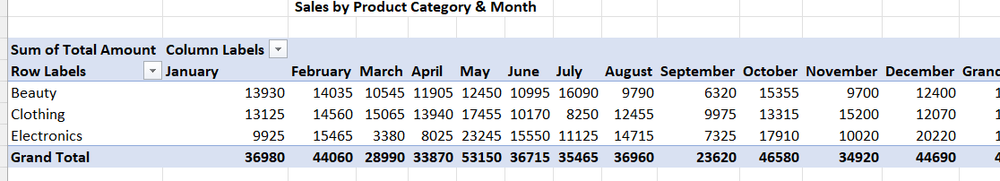 Sales by Product Category & Month
Sum of Total Amount Column Labels
Row Labels January February March April May June July August September October November December Grand
Beauty 13930 14035 10545 11905 12450 10995 16090 9790 6320 15355 9700 12400
Clothing 13125 14560 15065 13940 17455 10170 8250 12455 9975 13315 15200 12070
Electronics 9925 15465 3380 8025 23245 15550 11125 14715 7325 17910 10020 20220
Grand Total 36980 44060 28990 33870 53150 36715 35465 36960 23620 46580 34920 44690